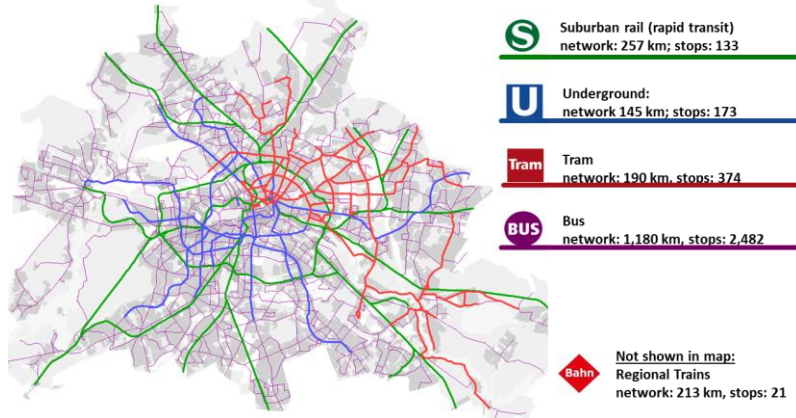 S
Suburban rail (rapid transit)
network: 257 km; stops: 133
U
Underground:
network 145 km; stops: 173
Tram
Tram
network: 190 km, stops: 374
BUS
Bus
network: 1,180 km, stops: 2,482
Bahn
Not shown in map:
Regional Trains
network: 213 km, stops: 21